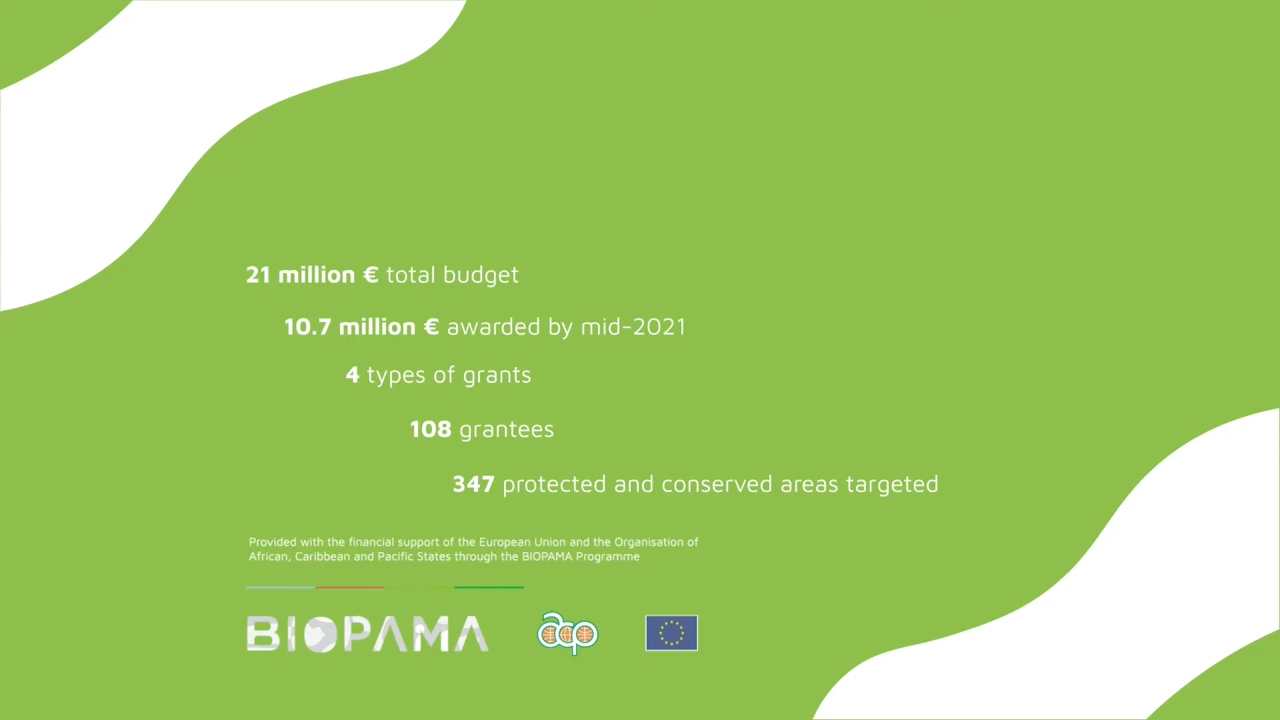 21 million € total budget
10.7 million € awarded by mid-2021
4 types of grants
108 grantees
347 protected and conserved areas targeted
Provided with the financial support of the European Union and the Organisation of
African, Caribbean and Pacific States through the BIOPAMA Programme
BIOPAMA acp